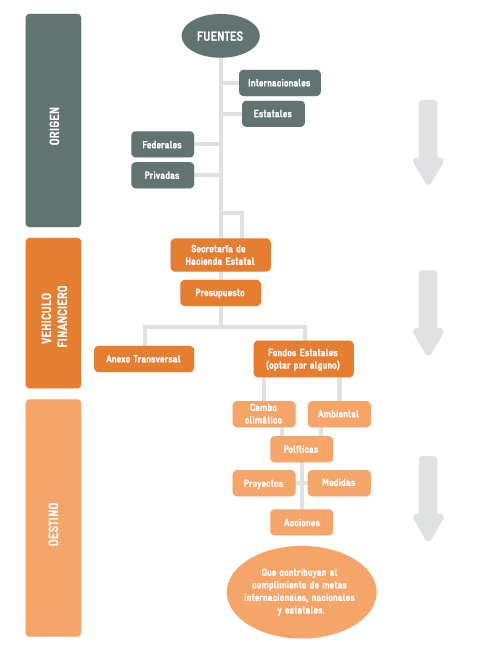 ORIGEN
FUENTES
Internacionales
Estatales
Federales
Privadas
VEHICULO
FINANCIERO
Secretaría de
Hacienda Estatal
Presupuesto
Anexo Transversal
Fondos Estatales
(optar por alguno)
DESTINO
Cambo
climático
Ambiental
Políticas
Proyectos
Medidas
Acciones
Que contribuyan al
cumplimiento de metas
internacionales, nacionales
y estatales.